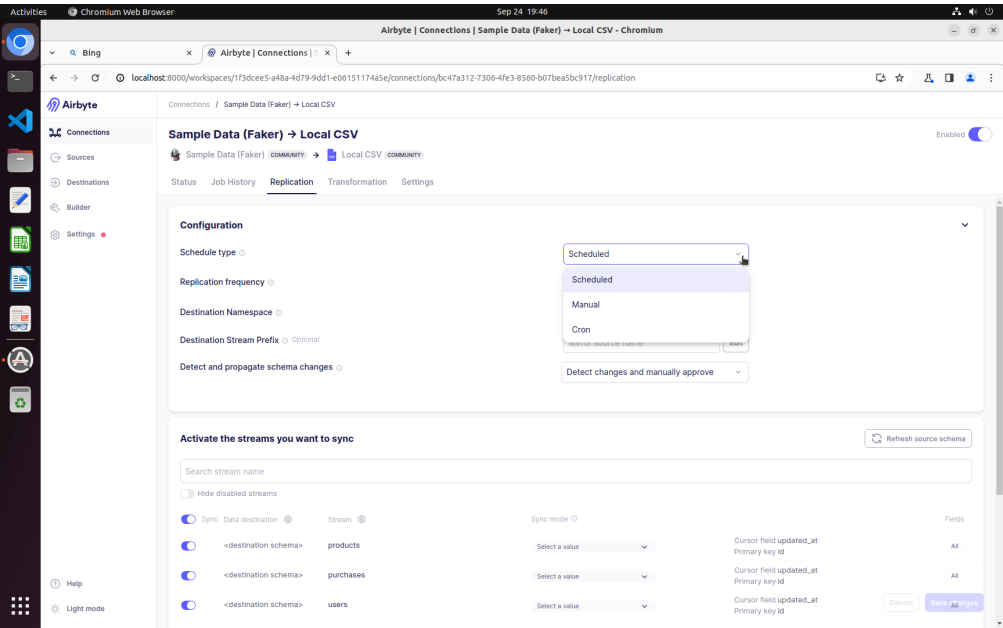 Activities
Chromium Web Browser
Sep 24 19:46
Airbyte | Connections | Sample Data (Faker) → Local CSV - Chromium
Bing
Airbyte | Connections |
localhost:8000/workspaces/1f3dcee5-a48a-4d79-9dd1-e06151174a5e/connections/bc47a312-7306-4fe3-8560-b07bea5bc917/replication
Airbyte
Connections / Sample Data (Faker) → Local CSV
Connections
Sources
Destinations
Builder
Settings
Sample Data (Faker) → Local CSV
Enabled
Sample Data (Faker) COMMUNITY → Local CSV COMMUNITY
Status
Job History
Replication
Transformation
Settings
Configuration
Schedule type
Scheduled
Scheduled
Manual
Cron
Replication frequency
Destination Namespace
Destination Stream Prefix Optional
Mirror source name
Edit
Detect and propagate schema changes
Detect changes and manually approve
Activate the streams you want to sync
Refresh source schema
Search stream name
Hide disabled streams
Sync Data destination Stream Sync mode Fields
<destination schema> products Select a value Cursor field updated_at All
Primary key id
<destination schema> purchases Select a value Cursor field updated_at All
Primary key id
<destination schema> users Select a value Cursor field updated_at All
Primary key id
Cancel
Save changes
Help
Light mode